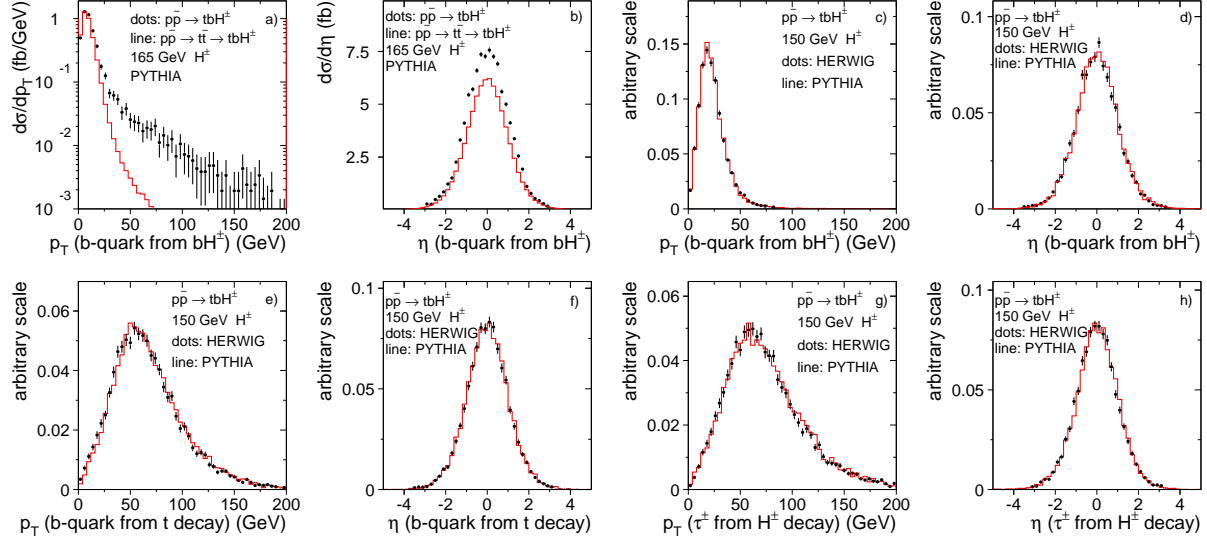 dσ/dp_T (fb/GeV)
1
10^-1
10^-2
10^-3
a)
dots: pp̄ → tbH±
line: pp̄ → tt̄ → tbH±
165 GeV H±
PYTHIA
0 50 100 150 200
p_T (b-quark from bH±) (GeV)
dσ/dη (fb)
7.5
5
2.5
b)
dots: pp̄ → tbH±
line: pp̄ → tt̄ → tbH±
165 GeV H±
PYTHIA
-4 -2 0 2 4
η (b-quark from bH±)
arbitrary scale
0.15
0.10
0.05
0
c)
pp̄ → tbH±
150 GeV H±
dots: HERWIG
line: PYTHIA
0 50 100 150 200
p_T (b-quark from bH±) (GeV)
arbitrary scale
0.1
0.05
0
d)
pp̄ → tbH±
150 GeV H±
dots: HERWIG
line: PYTHIA
-4 -2 0 2 4
η (b-quark from bH±)
arbitrary scale
0.06
0.04
0.02
0
e)
pp̄ → tbH±
150 GeV H±
dots: HERWIG
line: PYTHIA
0 50 100 150 200
p_T (b-quark from t decay) (GeV)
arbitrary scale
0.1
0.05
0
f)
pp̄ → tbH±
150 GeV H±
dots: HERWIG
line: PYTHIA
-4 -2 0 2 4
η (b-quark from t decay)
arbitrary scale
0.06
0.04
0.02
0
g)
pp̄ → tbH±
150 GeV H±
dots: HERWIG
line: PYTHIA
0 50 100 150 200
p_T (τ± from H± decay) (GeV)
arbitrary scale
0.1
0.05
0
h)
pp̄ → tbH±
150 GeV H±
dots: HERWIG
line: PYTHIA
-4 -2 0 2 4
η (τ± from H± decay)